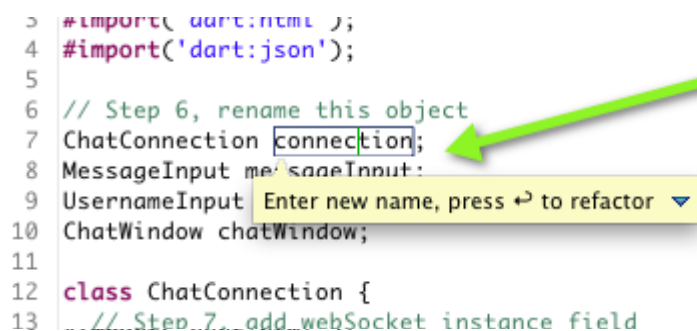 3 #import('dart:html');
4 #import('dart:json');
5
6 // Step 6, rename this object
7 ChatConnection connection;
8 MessageInput messageInput;
9 UsernameInput
Enter new name, press ↵ to refactor
10 ChatWindow chatWindow;
11
12 class ChatConnection {
13 // Step 7, add webSocket instance field